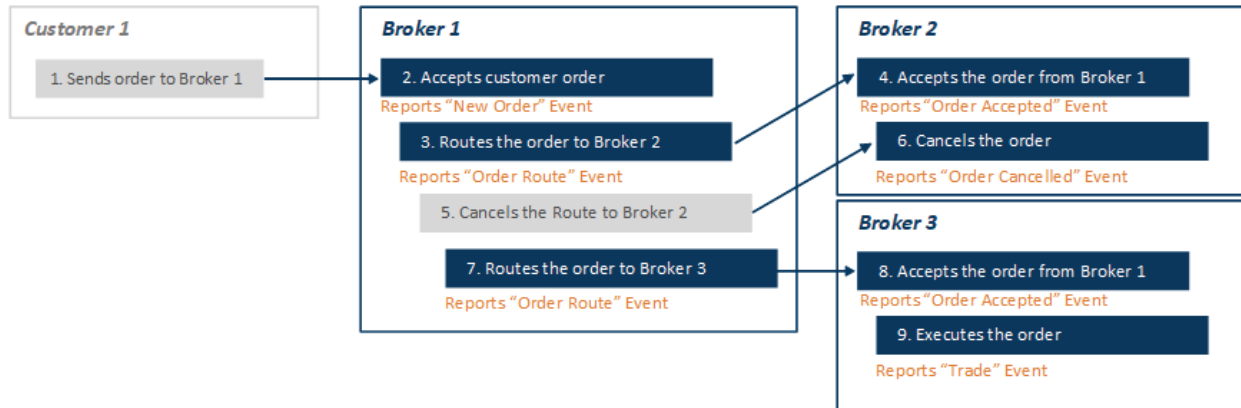 Customer 1
1. Sends order to Broker 1
Broker 1
2. Accepts customer order
Reports "New Order" Event
3. Routes the order to Broker 2
Reports "Order Route" Event
5. Cancels the Route to Broker 2
7. Routes the order to Broker 3
Reports "Order Route" Event
Broker 2
4. Accepts the order from Broker 1
Reports "Order Accepted" Event
6. Cancels the order
Reports "Order Cancelled" Event
Broker 3
8. Accepts the order from Broker 1
Reports "Order Accepted" Event
9. Executes the order
Reports "Trade" Event